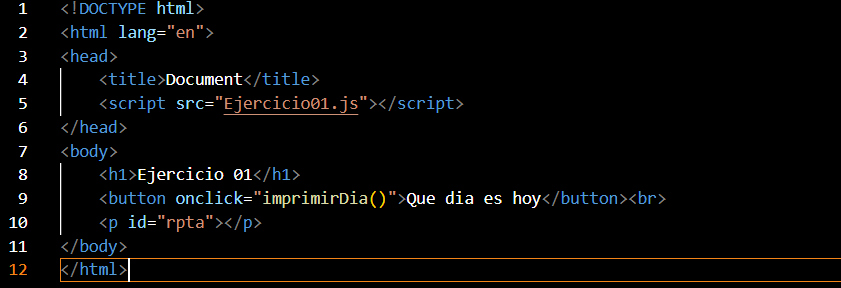 1 <!DOCTYPE html>
2 <html lang="en">
3 <head>
4     <title>Document</title>
5     <script src="Ejercicio01.js"></script>
6 </head>
7 <body>
8     <h1>Ejercicio 01</h1>
9     <button onclick="imprimirDia()">Que dia es hoy</button><br>
10     <p id="rpta"></p>
11 </body>
12 </html>